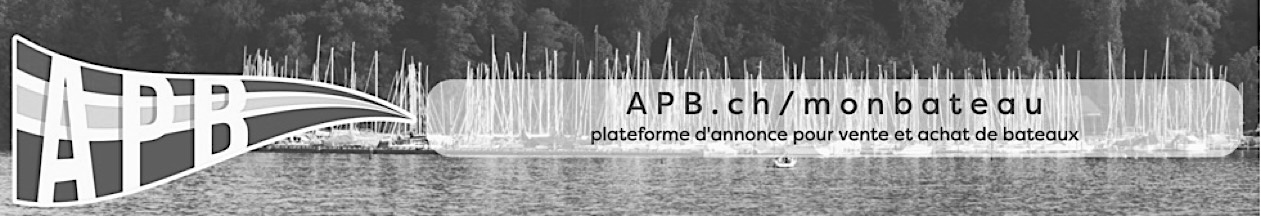 APB
APB.ch/monbateau
plateforme d'annonce pour vente et achat de bateaux